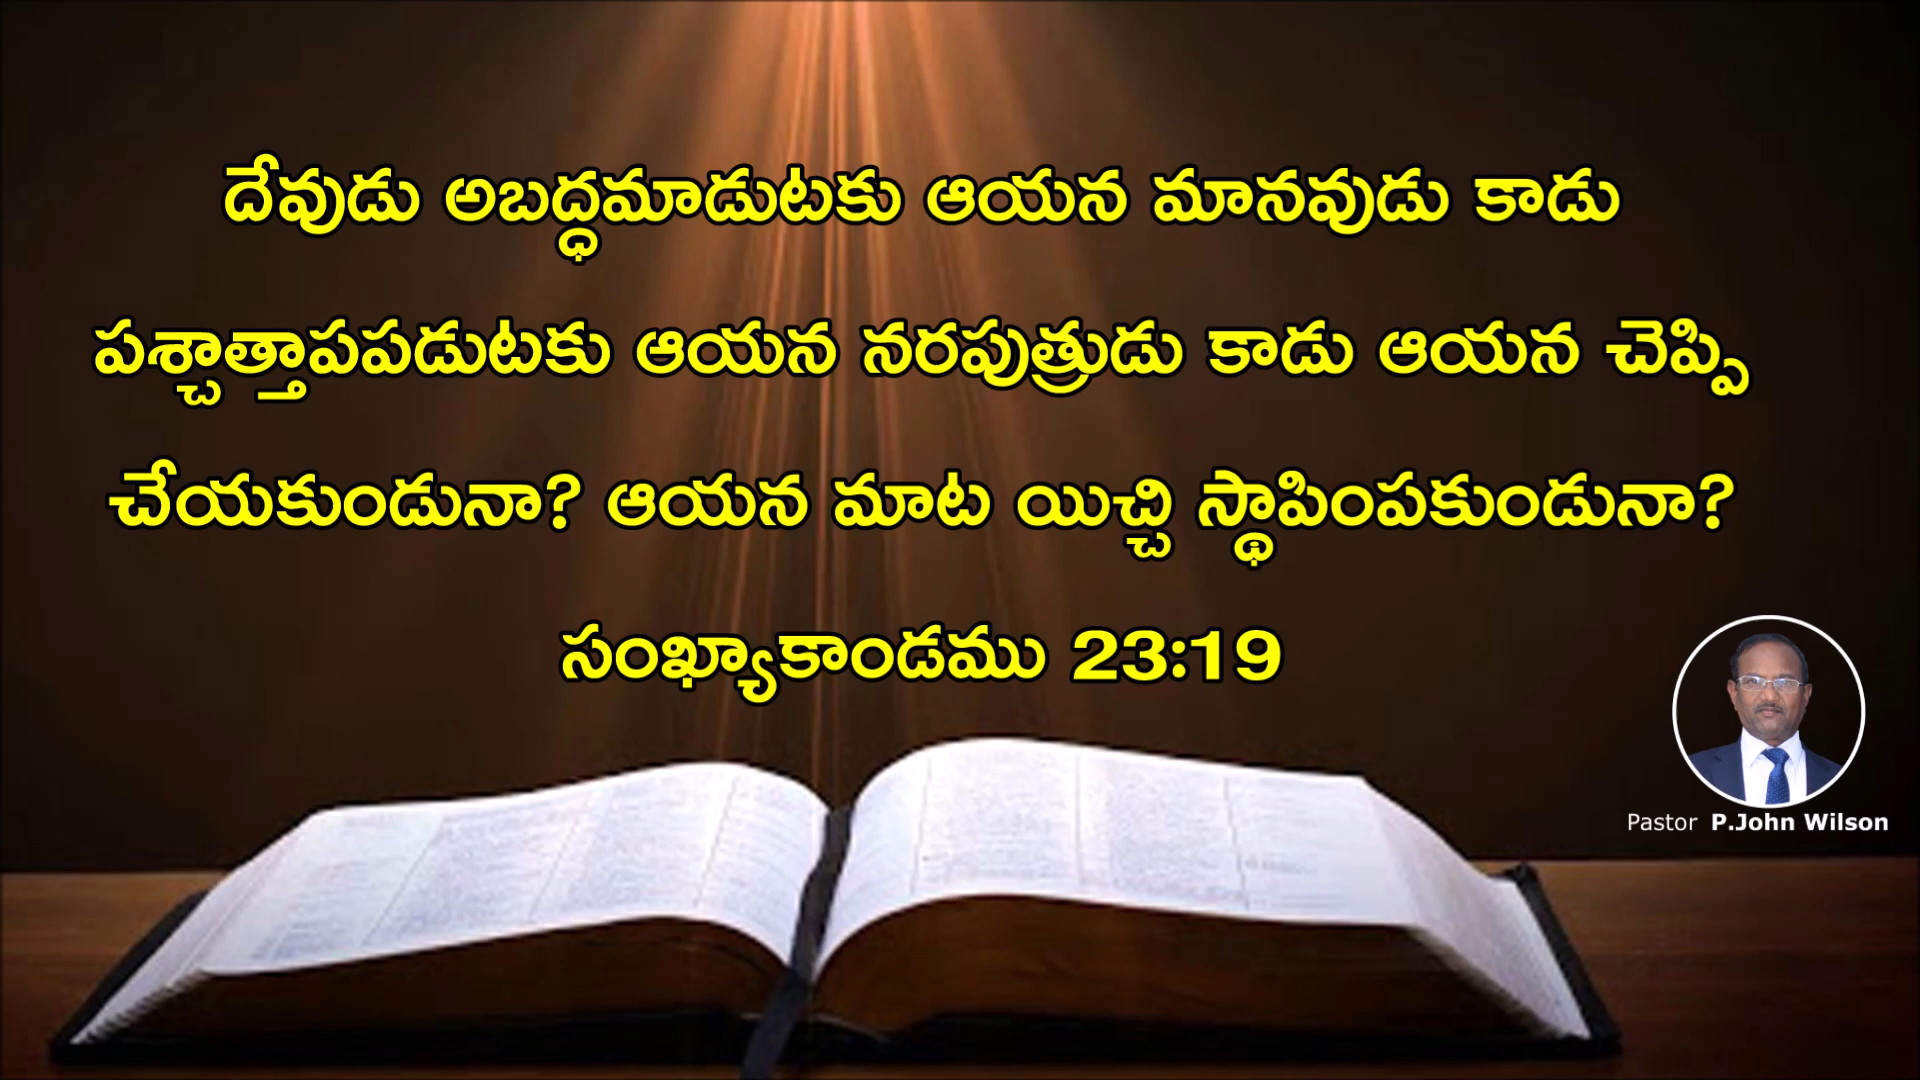 దేవుడు అబద్ధమాడుటకు ఆయన మానవుడు కాడు
పశ్చాత్తాపపడుటకు ఆయన నరపుత్రుడు కాడు ఆయన చెప్పి
చేయకుండునా? ఆయన మాట యిచ్చి స్థాపింపకుండునా?
సంఖ్యాకాండము 23:19
Pastor P.John Wilson